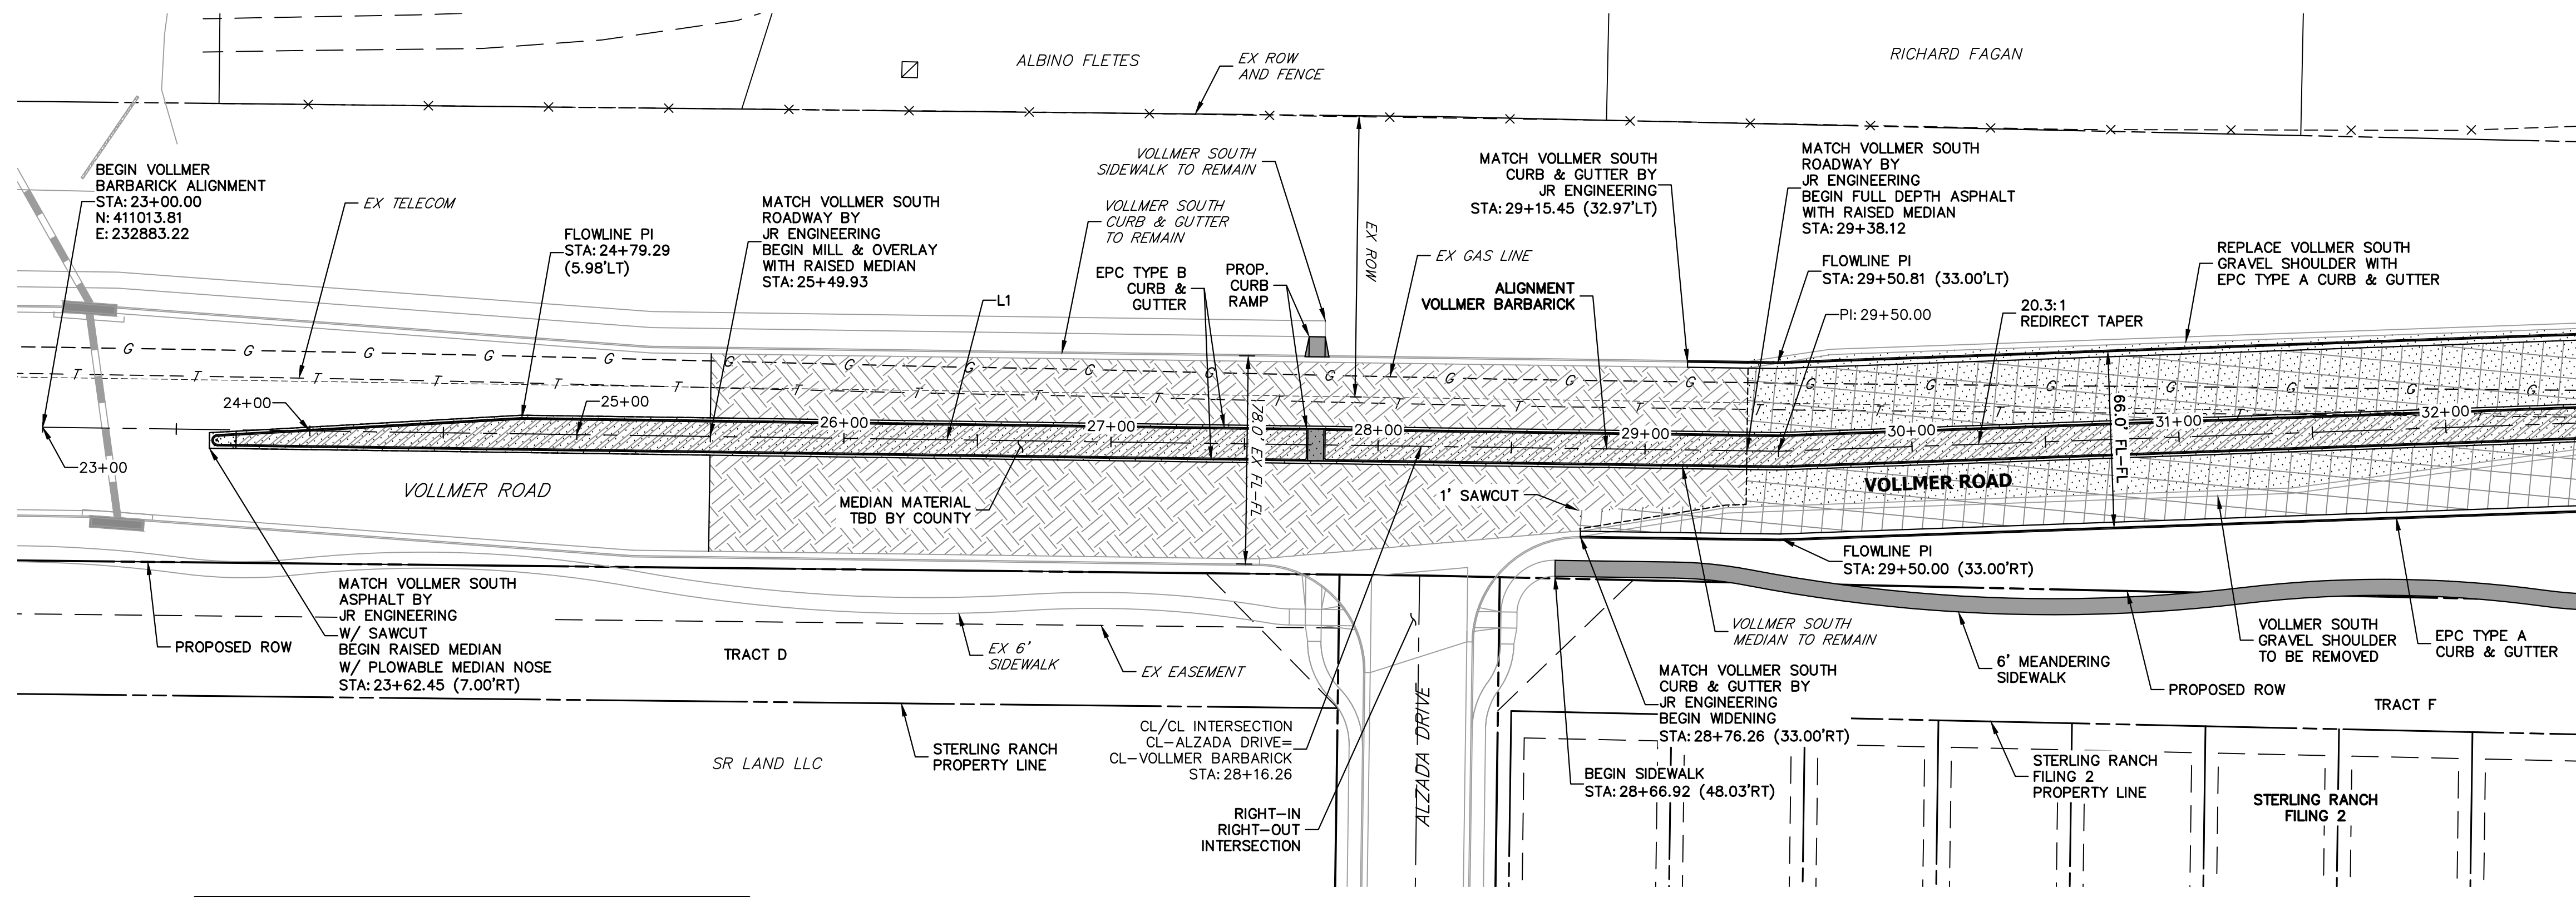 ALBINO FLETES
EX ROW
AND FENCE
RICHARD FAGAN
BEGIN VOLLMER
BARBARICK ALIGNMENT
STA: 23+00.00
N: 411013.81
E: 232883.22
EX TELECOM
FLOWLINE PI
STA: 24+79.29
(5.98'LT)
MATCH VOLLMER SOUTH
ROADWAY BY
JR ENGINEERING
BEGIN MILL & OVERLAY
WITH RAISED MEDIAN
STA: 25+49.93
VOLLMER SOUTH
SIDEWALK TO REMAIN
VOLLMER SOUTH
CURB & GUTTER
TO REMAIN
EPC TYPE B
CURB &
GUTTER
PROP.
CURB
RAMP
L1
EX ROW
EX GAS LINE
MATCH VOLLMER SOUTH
CURB & GUTTER BY
JR ENGINEERING
STA: 29+15.45 (32.97'LT)
ALIGNMENT
VOLLMER BARBARICK
MATCH VOLLMER SOUTH
ROADWAY BY
JR ENGINEERING
BEGIN FULL DEPTH ASPHALT
WITH RAISED MEDIAN
STA: 29+38.12
FLOWLINE PI
STA: 29+50.81 (33.00'LT)
PI: 29+50.00
20.3:1
REDIRECT TAPER
REPLACE VOLLMER SOUTH
GRAVEL SHOULDER WITH
EPC TYPE A CURB & GUTTER
G G G G G G G G G G G G G G G G G G G G G
T T T T T T T T T T T T T T T T T T T
23+00
24+00
25+00
26+00
27+00
28+00
29+00
30+00
31+00
32+00
78.0' EX FL-FL
66.0' FL-FL
VOLLMER ROAD
VOLLMER ROAD
MEDIAN MATERIAL
TBD BY COUNTY
1' SAWCUT
FLOWLINE PI
STA: 29+50.00 (33.00'RT)
PROPOSED ROW
MATCH VOLLMER SOUTH
ASPHALT BY
JR ENGINEERING
W/ SAWCUT
BEGIN RAISED MEDIAN
W/ PLOWABLE MEDIAN NOSE
STA: 23+62.45 (7.00'RT)
TRACT D
EX 6'
SIDEWALK
EX EASEMENT
STERLING RANCH
PROPERTY LINE
SR LAND LLC
CL/CL INTERSECTION
CL-ALZADA DRIVE=
CL-VOLLMER BARBARICK
STA: 28+16.26
RIGHT-IN
RIGHT-OUT
INTERSECTION
ALZADA DRIVE
VOLLMER SOUTH
MEDIAN TO REMAIN
MATCH VOLLMER SOUTH
CURB & GUTTER BY
JR ENGINEERING
BEGIN WIDENING
STA: 28+76.26 (33.00'RT)
BEGIN SIDEWALK
STA: 28+66.92 (48.03'RT)
6' MEANDERING
SIDEWALK
PROPOSED ROW
VOLLMER SOUTH
GRAVEL SHOULDER
TO BE REMOVED
EPC TYPE A
CURB & GUTTER
TRACT F
STERLING RANCH
FILING 2
PROPERTY LINE
STERLING RANCH
FILING 2